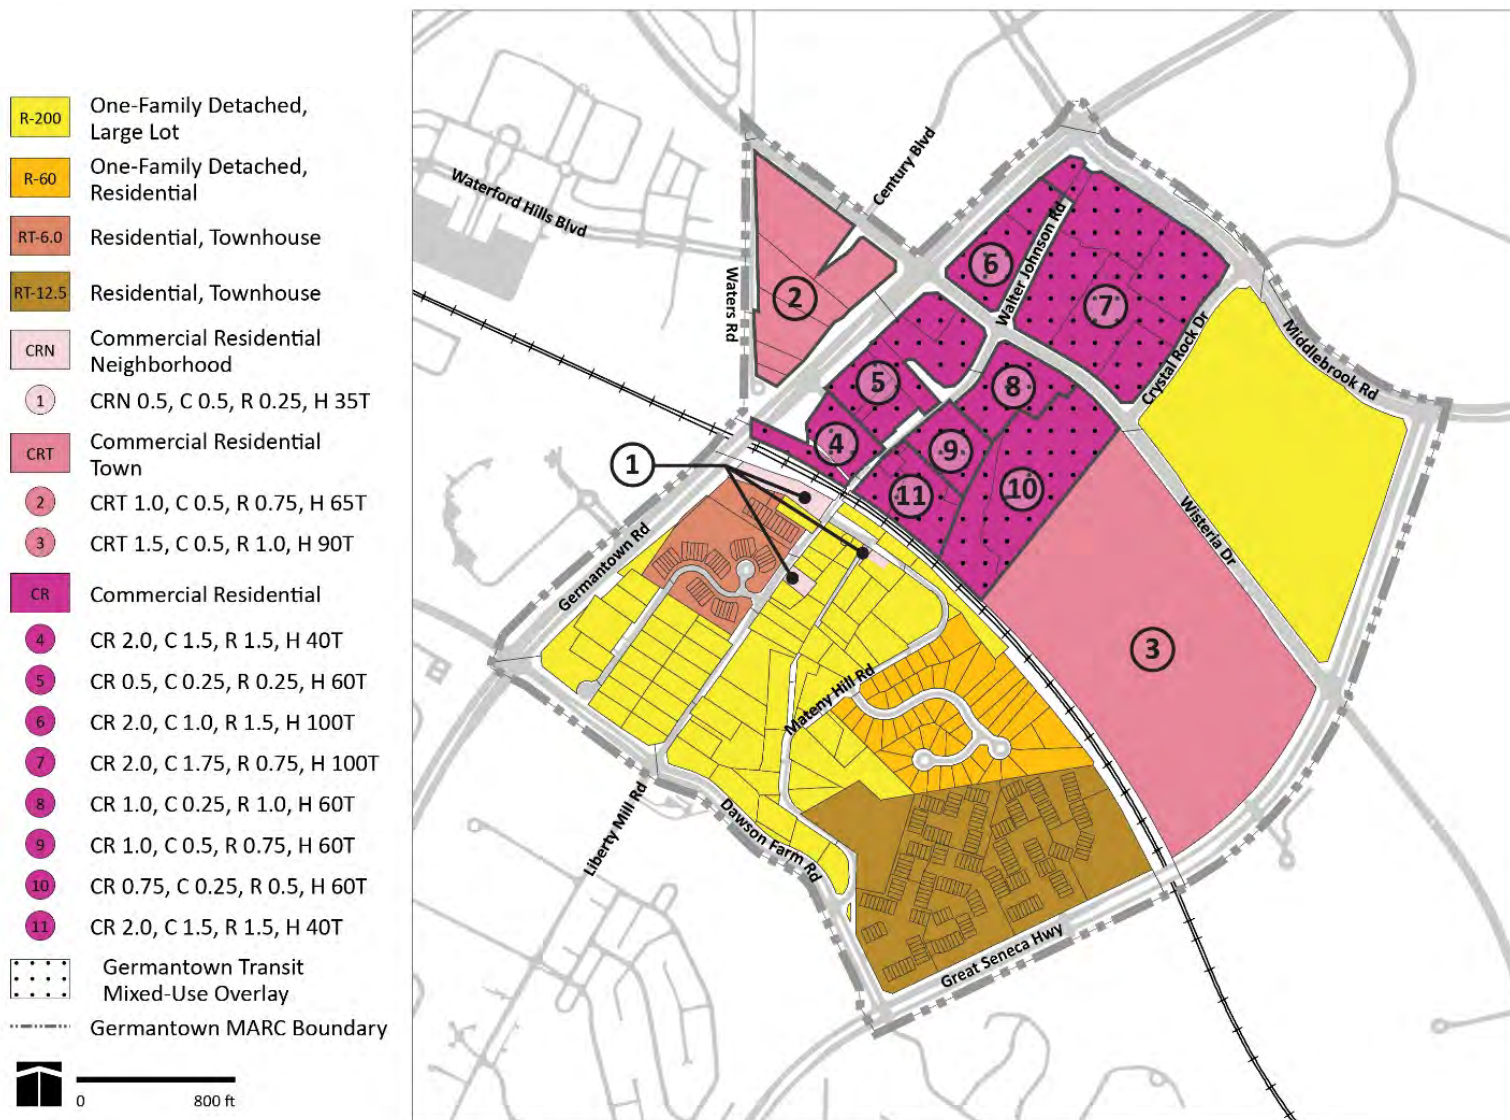 R-200 One-Family Detached,
Large Lot
R-60 One-Family Detached,
Residential
RT-6.0 Residential, Townhouse
RT-12.5 Residential, Townhouse
CRN Commercial Residential
Neighborhood
1 CRN 0.5, C 0.5, R 0.25, H 35T
CRT Commercial Residential
Town
2 CRT 1.0, C 0.5, R 0.75, H 65T
3 CRT 1.5, C 0.5, R 1.0, H 90T
CR Commercial Residential
4 CR 2.0, C 1.5, R 1.5, H 40T
5 CR 0.5, C 0.25, R 0.25, H 60T
6 CR 2.0, C 1.0, R 1.5, H 100T
7 CR 2.0, C 1.75, R 0.75, H 100T
8 CR 1.0, C 0.25, R 1.0, H 60T
9 CR 1.0, C 0.5, R 0.75, H 60T
10 CR 0.75, C 0.25, R 0.5, H 60T
11 CR 2.0, C 1.5, R 1.5, H 40T
Germantown Transit
Mixed-Use Overlay
Germantown MARC Boundary
0 800 ft
Waterford Hills Blvd
Century Blvd
Waters Rd
Walter Johnson Rd
Crystal Rock Dr
Middlebrook Rd
Wisteria Dr
Germantown Rd
Mateny Hill Rd
Liberty Mill Rd
Dawson Farm Rd
Great Seneca Hwy
2
6
7
5
8
4
9
1
11
10
3